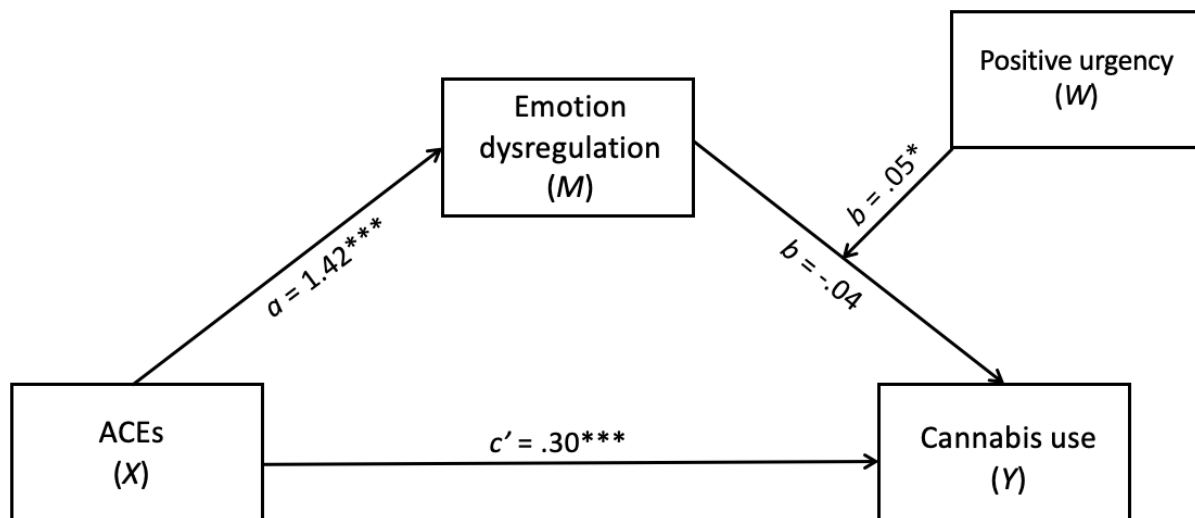 Positive urgency
(W)
Emotion
dysregulation
(M)
b = .05*
a = 1.42***
b = -.04
ACEs
(X)
c' = .30***
Cannabis use
(Y)